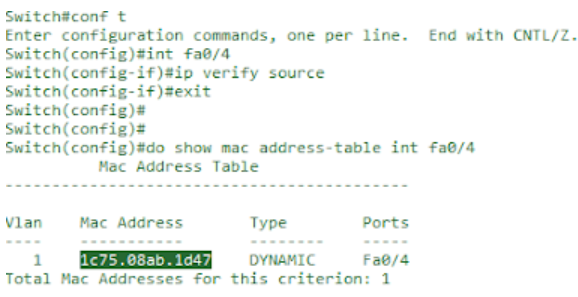 Switch#conf t
Enter configuration commands, one per line.  End with CNTL/Z.
Switch(config)#int fa0/4
Switch(config-if)#ip verify source
Switch(config-if)#exit
Switch(config)#
Switch(config)#
Switch(config)#do show mac address-table int fa0/4
          Mac Address Table
-------------------------------------------

Vlan    Mac Address       Type        Ports
----    -----------       --------    -----
   1    1c75.08ab.1d47    DYNAMIC     Fa0/4
Total Mac Addresses for this criterion: 1